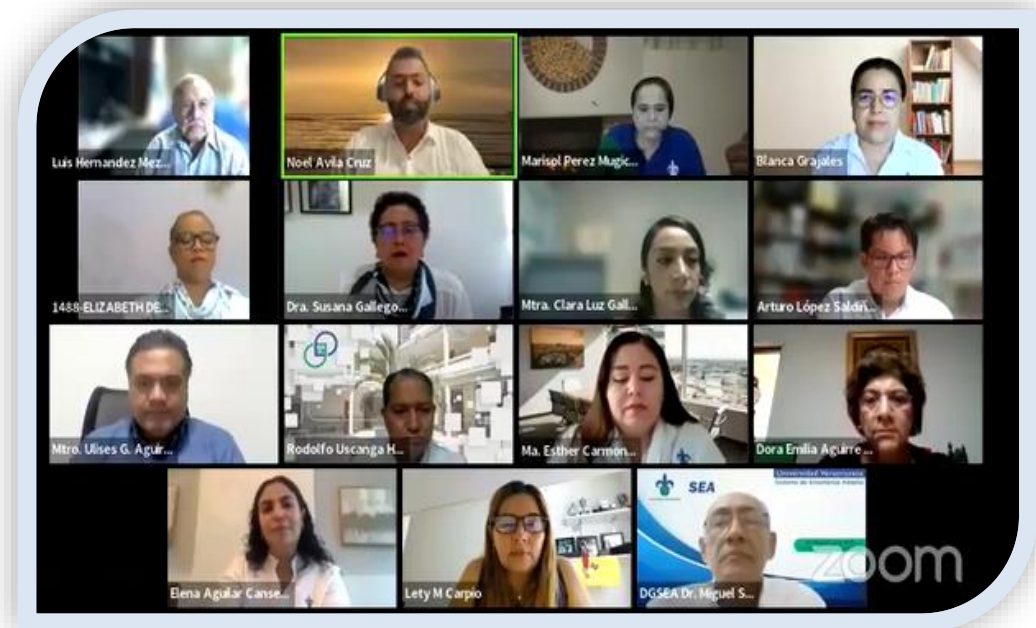 Luis Hernandez Mez...
Noel Avila Cruz
Marisol Perez Mugic...
Blanca Grajales
1488-ELIZABETH DE...
Dra. Susana Gallego...
Mtra. Clara Luz Gall...
Arturo López Saldiñ...
Mtro. Ulises G. Aguir...
Rodolfo Uscanga H...
Ma. Esther Carmon...
Dora Emilia Aguirre ...
SEA
Universidad Veracruzana
Sistema de Enseñanza Abierta
Elena Aguilar Canse...
Lety M Carpio
DGSEA Dr. Miguel S...
zoom